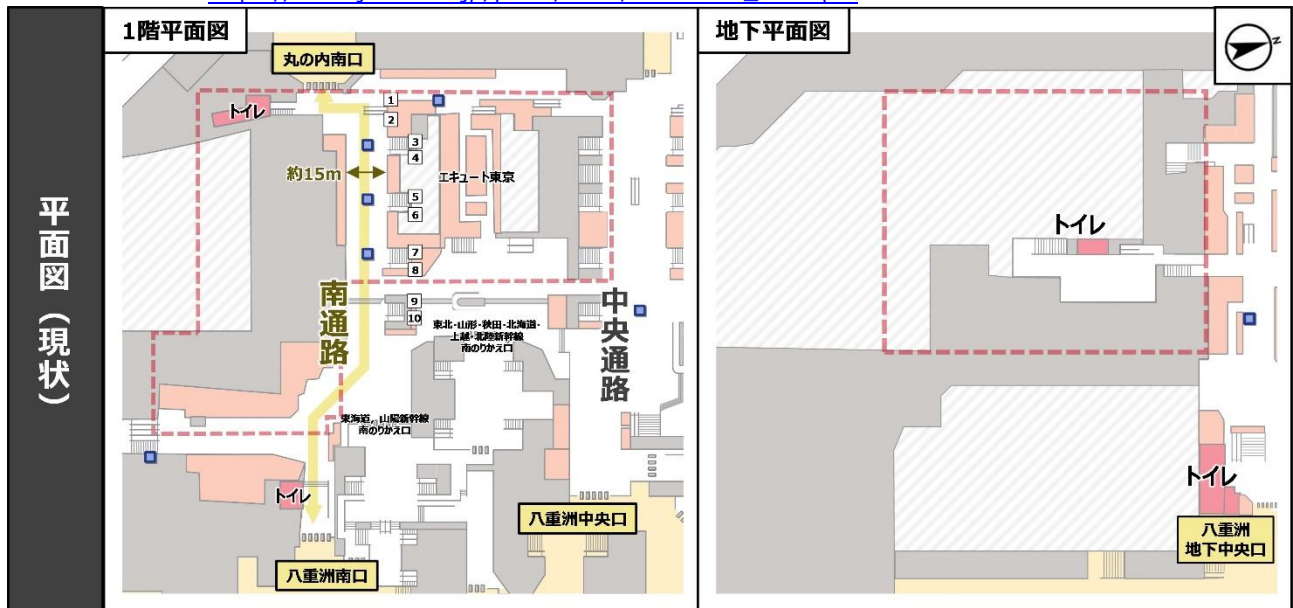 平面図（現状）
1階平面図
丸の内南口
トイレ
1
2
3
4
約15m
エキュート東京
5
6
7
8
南通路
9
10
中央通路
東北・山形・秋田・北海道・
上越・北陸新幹線
南のりかえ口
東海道，山陽新幹線
南のりかえ口
トイレ
八重洲中央口
八重洲南口
地下平面図
N
トイレ
トイレ
八重洲
地下中央口